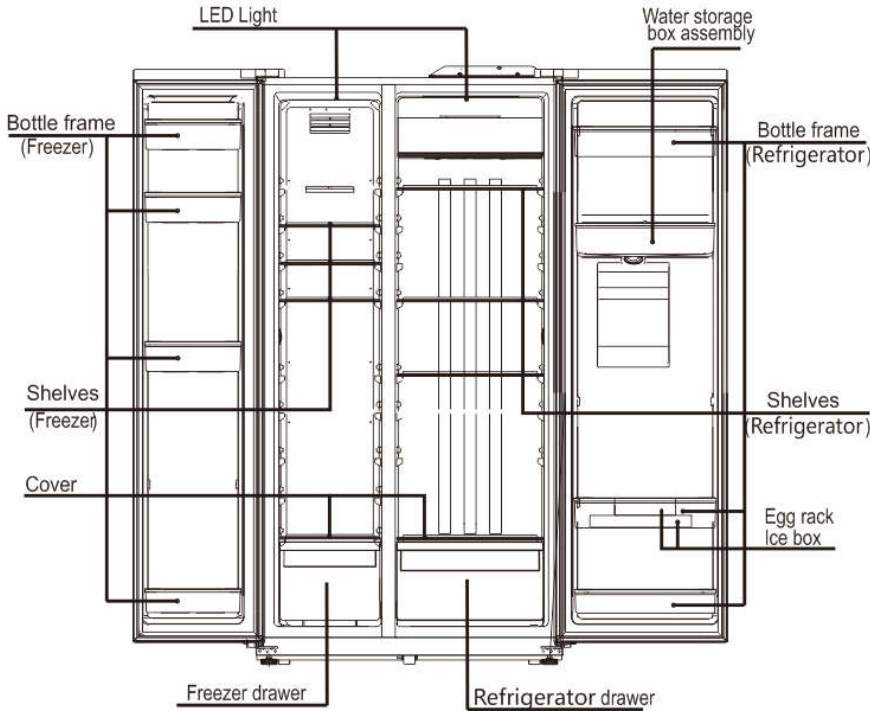 LED Light
Water storage
box assembly
Bottle frame
(Freezer)
Bottle frame
(Refrigerator)
Shelves
(Freezer)
Shelves
(Refrigerator)
Cover
Egg rack
Ice box
Freezer drawer
Refrigerator drawer